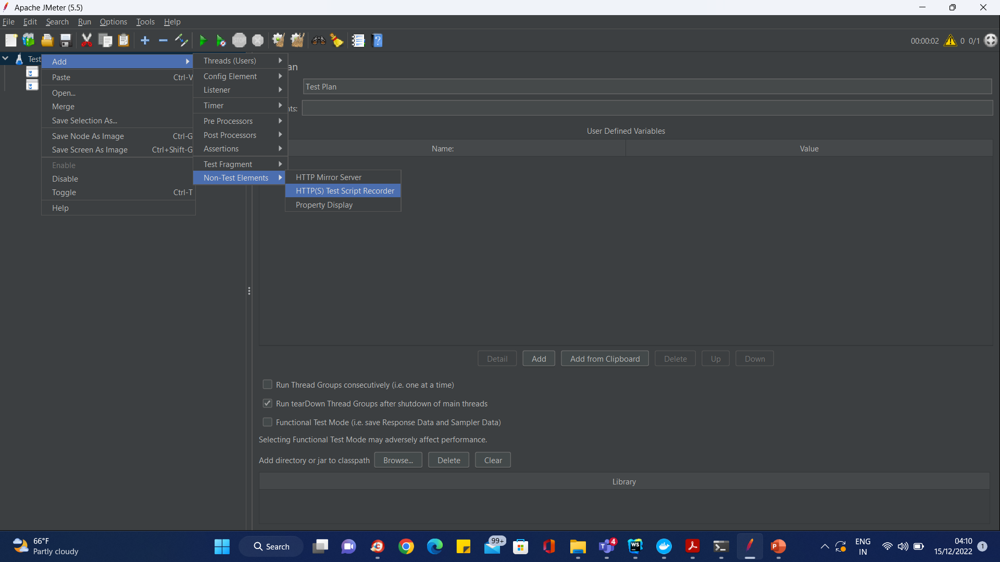 Apache JMeter (5.5)
File Edit Search Run Options Tools Help
STOP
00:00:02 0 0/1
Test
Add
Paste Ctrl-V
Open...
Merge
Save Selection As...
Save Node As Image Ctrl-G
Save Screen As Image Ctrl+Shift-G
Enable
Disable
Toggle Ctrl-T
Help
Threads (Users)
Config Element
Listener
Timer
Pre Processors
Post Processors
Assertions
Test Fragment
Non-Test Elements
HTTP Mirror Server
HTTP(S) Test Script Recorder
Property Display
an
Test Plan
nts:
User Defined Variables
Name: Value
Detail Add Add from Clipboard Delete Up Down
Run Thread Groups consecutively (i.e. one at a time)
Run tearDown Thread Groups after shutdown of main threads
Functional Test Mode (i.e. save Response Data and Sampler Data)
Selecting Functional Test Mode may adversely affect performance.
Add directory or jar to classpath Browse... Delete Clear
Library
66°F
Partly cloudy
Search
99+
4
WS
P
ENG
IN
04:10
15/12/2022
1